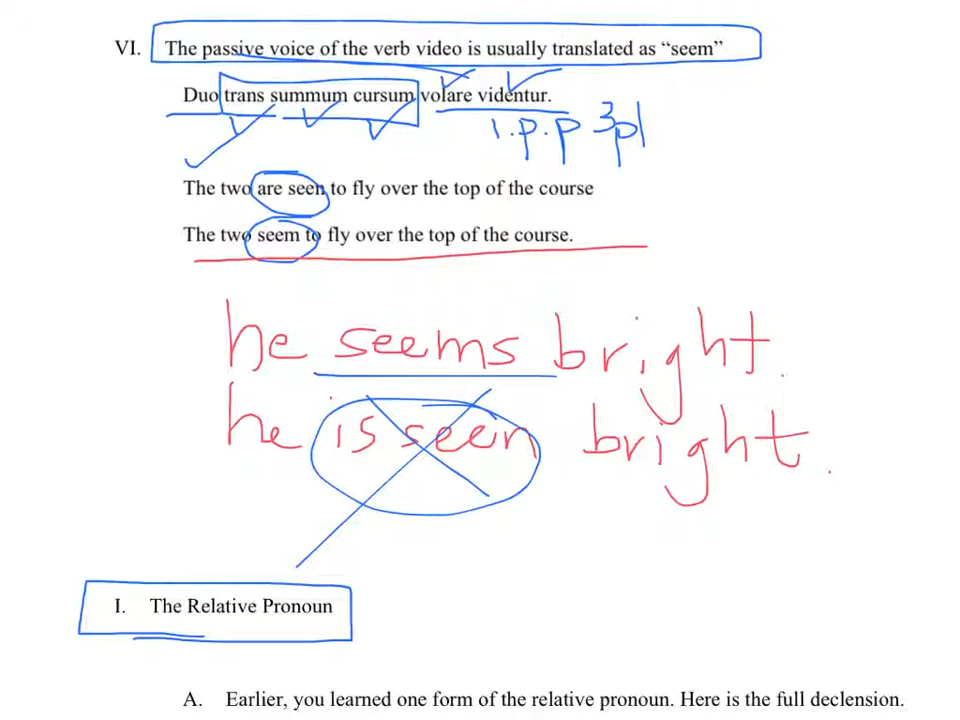 VI. The passive voice of the verb video is usually translated as “seem”
Duo trans summum cursum volare videntur.
1.p.p 3pl
The two are seen to fly over the top of the course
The two seem to fly over the top of the course.
he seems bright.
he is seen bright.
I. The Relative Pronoun
A. Earlier, you learned one form of the relative pronoun. Here is the full declension.